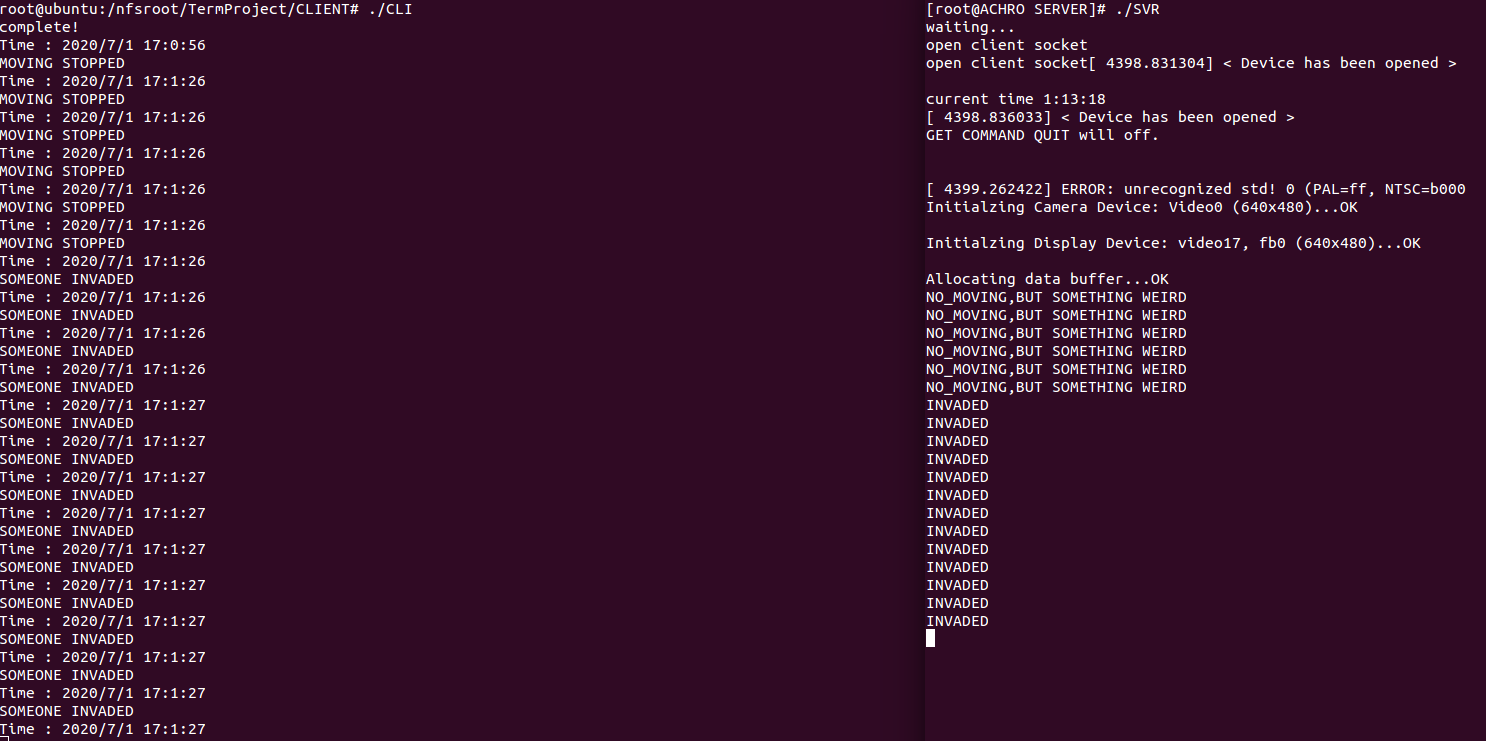 root@ubuntu:/nfsroot/TermProject/CLIENT# ./CLI
complete!
Time : 2020/7/1 17:0:56
MOVING STOPPED
Time : 2020/7/1 17:1:26
MOVING STOPPED
Time : 2020/7/1 17:1:26
MOVING STOPPED
Time : 2020/7/1 17:1:26
MOVING STOPPED
Time : 2020/7/1 17:1:26
MOVING STOPPED
Time : 2020/7/1 17:1:26
MOVING STOPPED
Time : 2020/7/1 17:1:26
SOMEONE INVADED
Time : 2020/7/1 17:1:26
SOMEONE INVADED
Time : 2020/7/1 17:1:26
SOMEONE INVADED
Time : 2020/7/1 17:1:26
SOMEONE INVADED
Time : 2020/7/1 17:1:27
SOMEONE INVADED
Time : 2020/7/1 17:1:27
SOMEONE INVADED
Time : 2020/7/1 17:1:27
SOMEONE INVADED
Time : 2020/7/1 17:1:27
SOMEONE INVADED
Time : 2020/7/1 17:1:27
SOMEONE INVADED
Time : 2020/7/1 17:1:27
SOMEONE INVADED
Time : 2020/7/1 17:1:27
SOMEONE INVADED
Time : 2020/7/1 17:1:27
SOMEONE INVADED
Time : 2020/7/1 17:1:27
SOMEONE INVADED
Time : 2020/7/1 17:1:27
[root@ACHRO SERVER]# ./SVR
waiting...
open client socket
open client socket[ 4398.831304] < Device has been opened >
current time 1:13:18
[ 4398.836033] < Device has been opened >
GET COMMAND QUIT will off.
[ 4399.262422] ERROR: unrecognized std! 0 (PAL=ff, NTSC=b000
Initialzing Camera Device: Video0 (640x480)...OK
Initialzing Display Device: video17, fb0 (640x480)...OK
Allocating data buffer...OK
NO_MOVING,BUT SOMETHING WEIRD
NO_MOVING,BUT SOMETHING WEIRD
NO_MOVING,BUT SOMETHING WEIRD
NO_MOVING,BUT SOMETHING WEIRD
NO_MOVING,BUT SOMETHING WEIRD
NO_MOVING,BUT SOMETHING WEIRD
INVADED
INVADED
INVADED
INVADED
INVADED
INVADED
INVADED
INVADED
INVADED
INVADED
INVADED
INVADED
INVADED